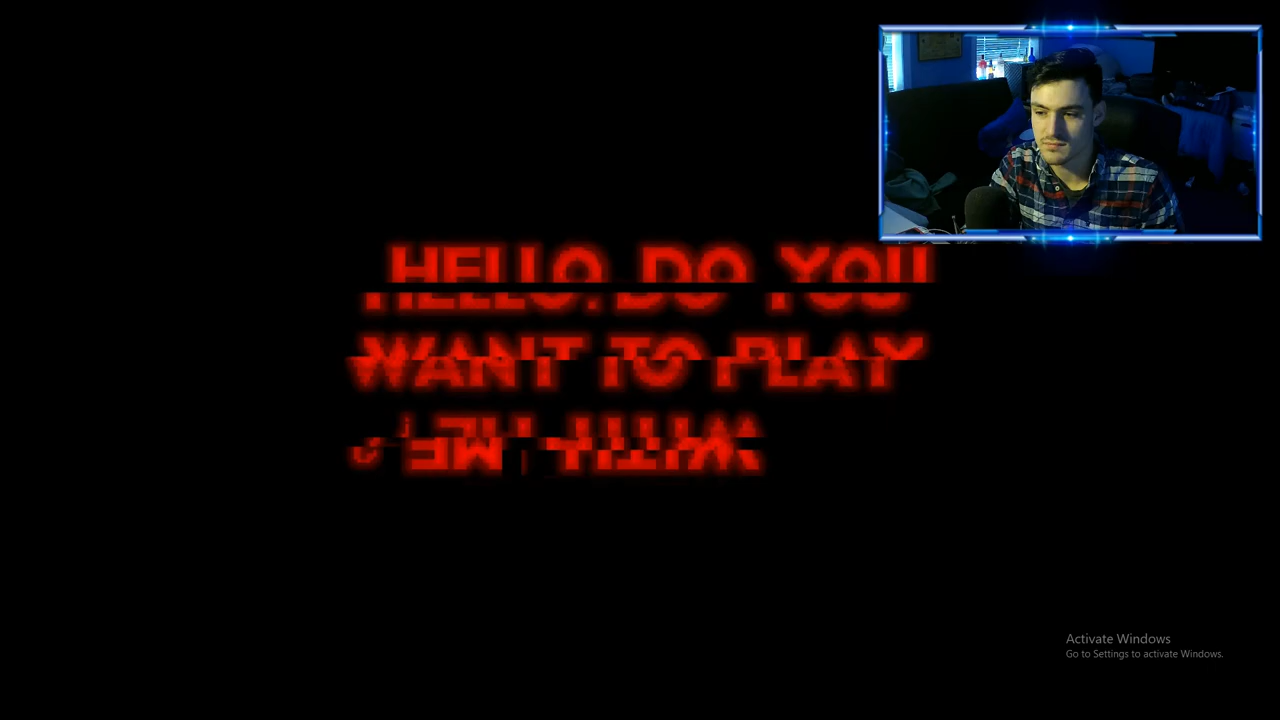 HELLO. DO YOU
WANT TO PLAY
WITH ME
Activate Windows
Go to Settings to activate Windows.